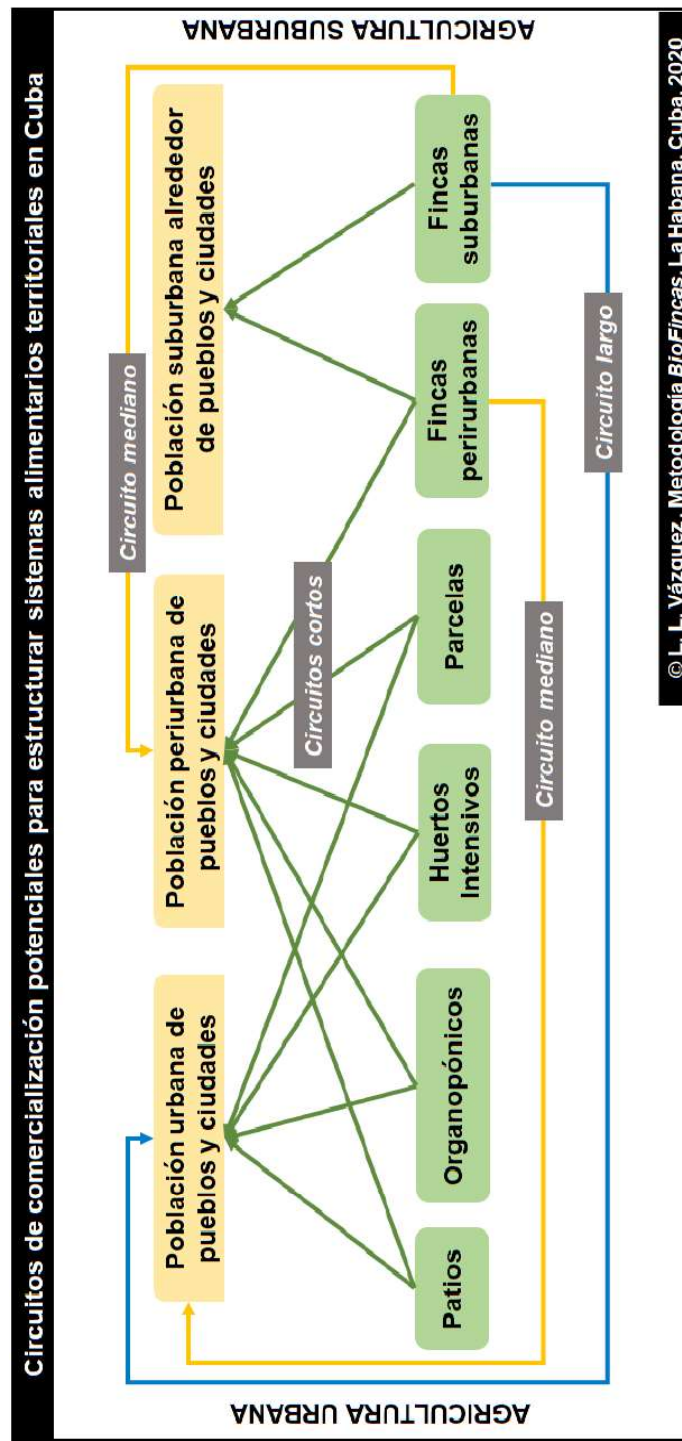 Circuitos de comercialización potenciales para estructurar sistemas alimentarios territoriales en Cuba
AGRICULTURA URBANA
AGRICULTURA SUBURBANA
Circuito mediano
Población urbana de
pueblos y ciudades
Población periurbana de
pueblos y ciudades
Población suburbana alrededor
de pueblos y ciudades
Circuitos cortos
Patios
Organopónicos
Huertos
Intensivos
Parcelas
Fincas
perirurbanas
Fincas
suburbanas
Circuito mediano
Circuito largo
© L. L. Vázquez. Metodología BioFincas. La Habana, Cuba, 2020